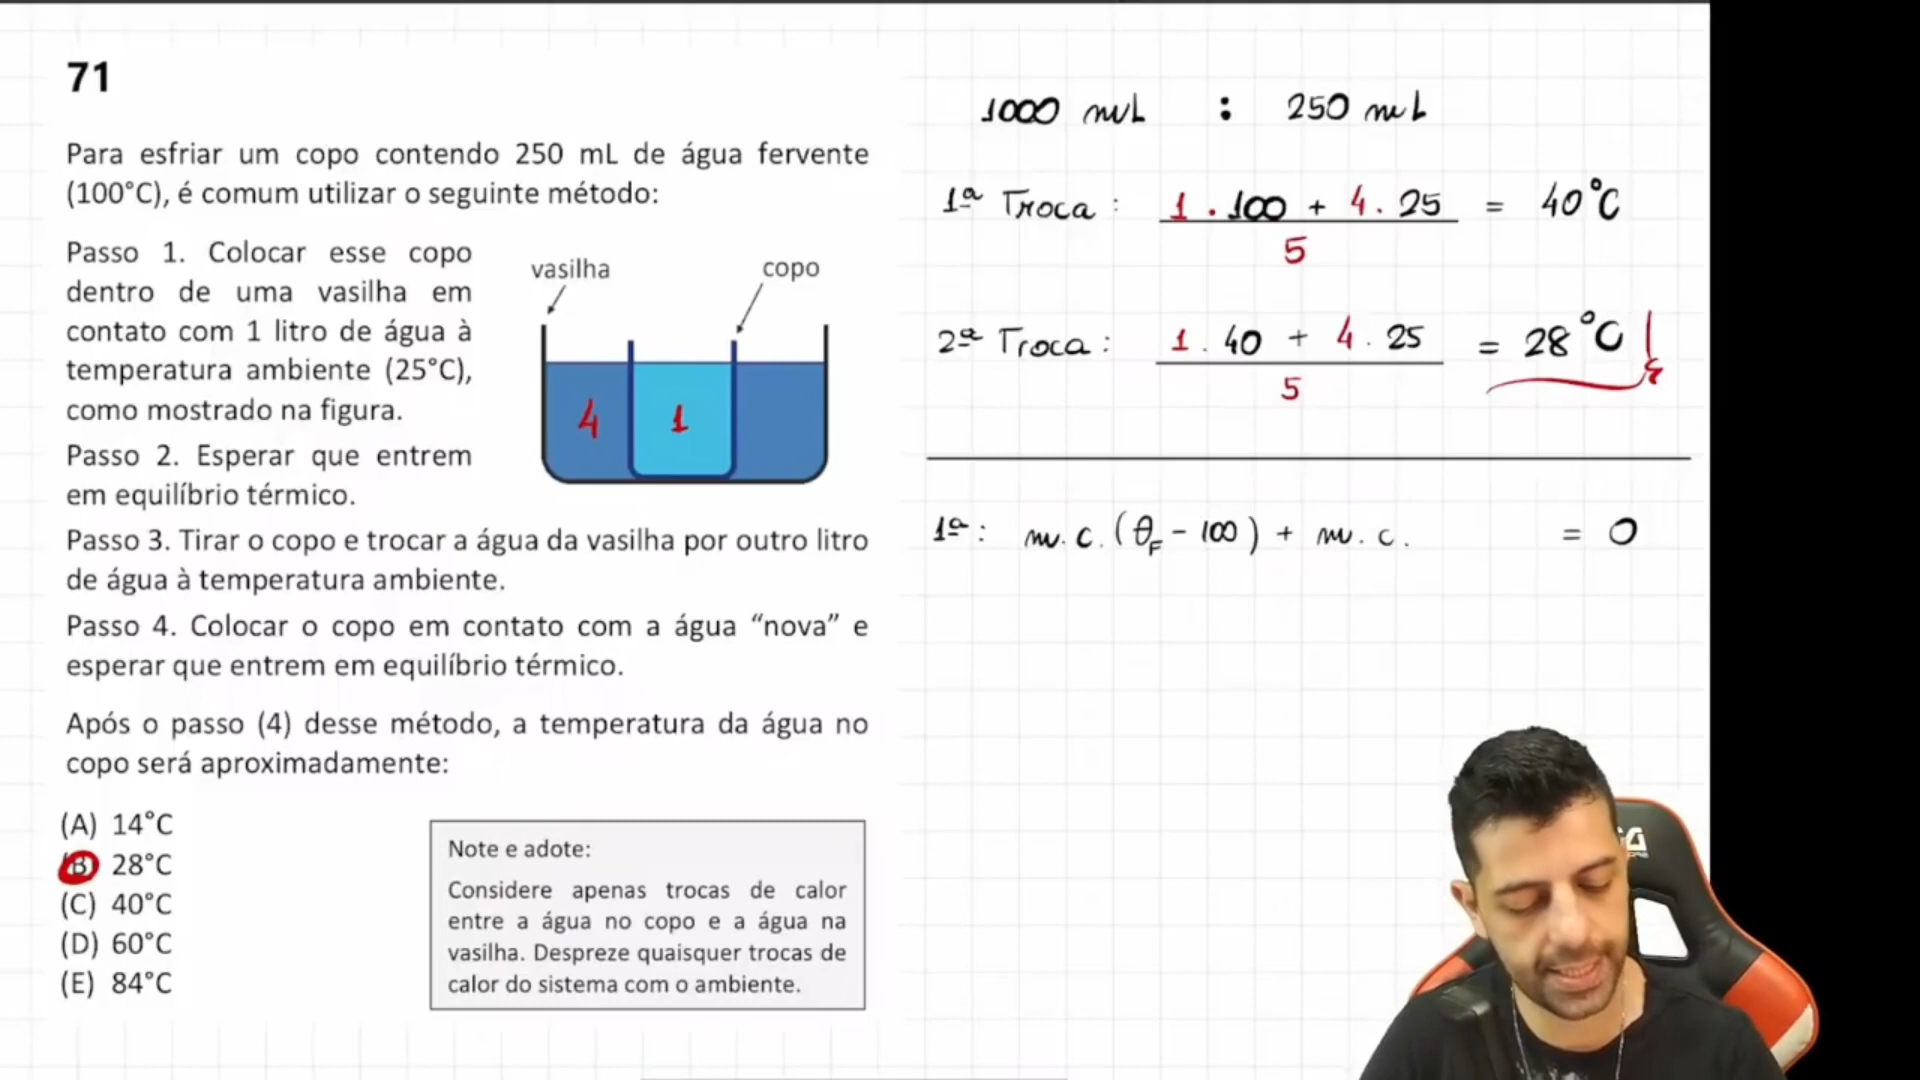 71
Para esfriar um copo contendo 250 mL de água fervente
(100°C), é comum utilizar o seguinte método:
Passo 1. Colocar esse copo
dentro de uma vasilha em
contato com 1 litro de água à
temperatura ambiente (25°C),
como mostrado na figura.
Passo 2. Esperar que entrem
em equilíbrio térmico.
vasilha
copo
4
1
Passo 3. Tirar o copo e trocar a água da vasilha por outro litro
de água à temperatura ambiente.
Passo 4. Colocar o copo em contato com a água “nova” e
esperar que entrem em equilíbrio térmico.
Após o passo (4) desse método, a temperatura da água no
copo será aproximadamente:
(A) 14°C
(B) 28°C
(C) 40°C
(D) 60°C
(E) 84°C
Note e adote:
Considere apenas trocas de calor
entre a água no copo e a água na
vasilha. Despreze quaisquer trocas de
calor do sistema com o ambiente.
1000 mL : 250 mL
1ª Troca : 1 . 100 + 4 . 25 = 40°C
5
2ª Troca : 1 . 40 + 4 . 25 = 28°C
5
1ª : m . c . (θF - 100) + m . c . = 0